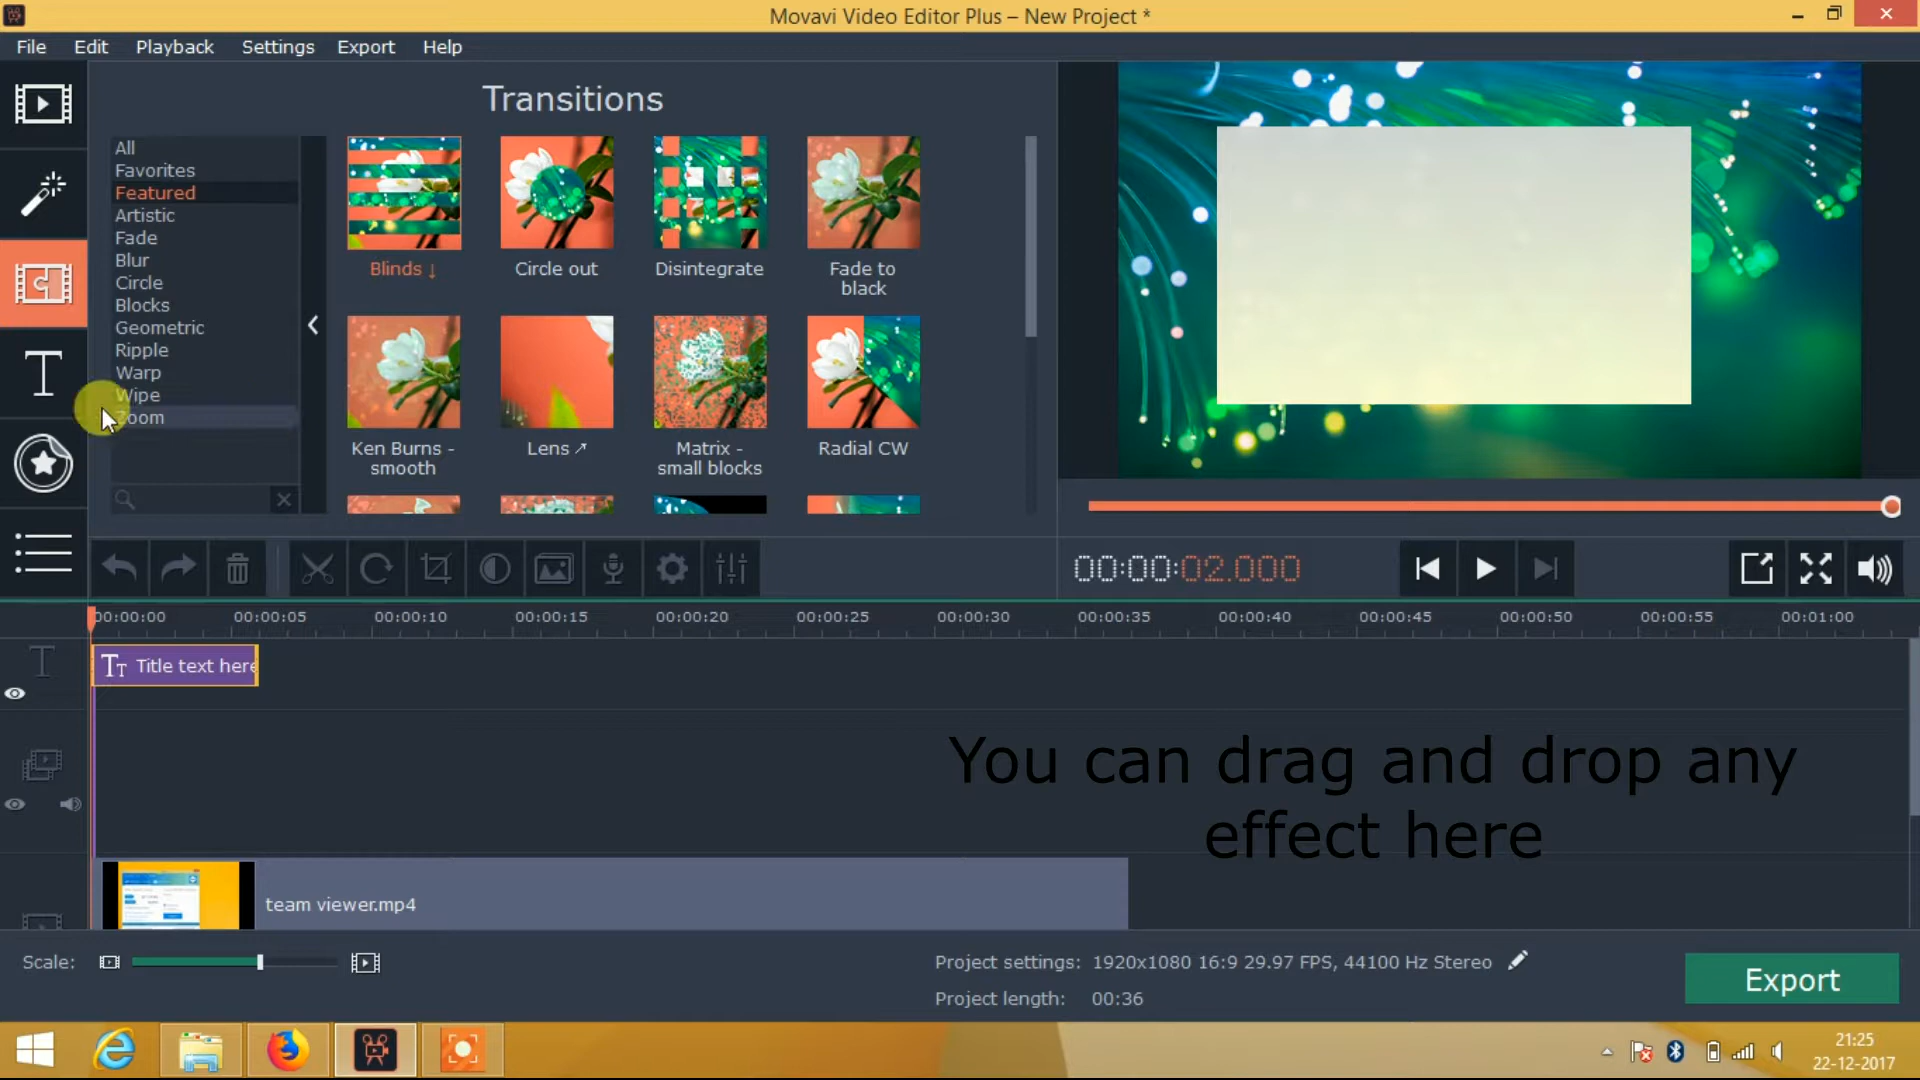 Movavi Video Editor Plus – New Project *
File Edit Playback Settings Export Help
Transitions
All
Favorites
Featured
Artistic
Fade
Blur
Circle
Blocks
Geometric
Ripple
Warp
Wipe
Zoom
Blinds ↓
Circle out
Disintegrate
Fade to
black
Ken Burns -
smooth
Lens ↗
Matrix -
small blocks
Radial CW
00:00:02.000
00:00:00 00:00:05 00:00:10 00:00:15 00:00:20 00:00:25 00:00:30 00:00:35 00:00:40 00:00:45 00:00:50 00:00:55 00:01:00
Title text here
You can drag and drop any
effect here
team viewer.mp4
Scale:
Project settings: 1920x1080 16:9 29.97 FPS, 44100 Hz Stereo
Project length: 00:36
Export
21:25
22-12-2017